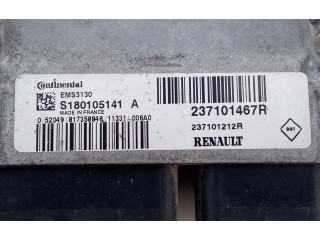 Continental
EMS3130
S180105141 A
MADE IN FRANCE
237101467R
237101212R
RENAULT